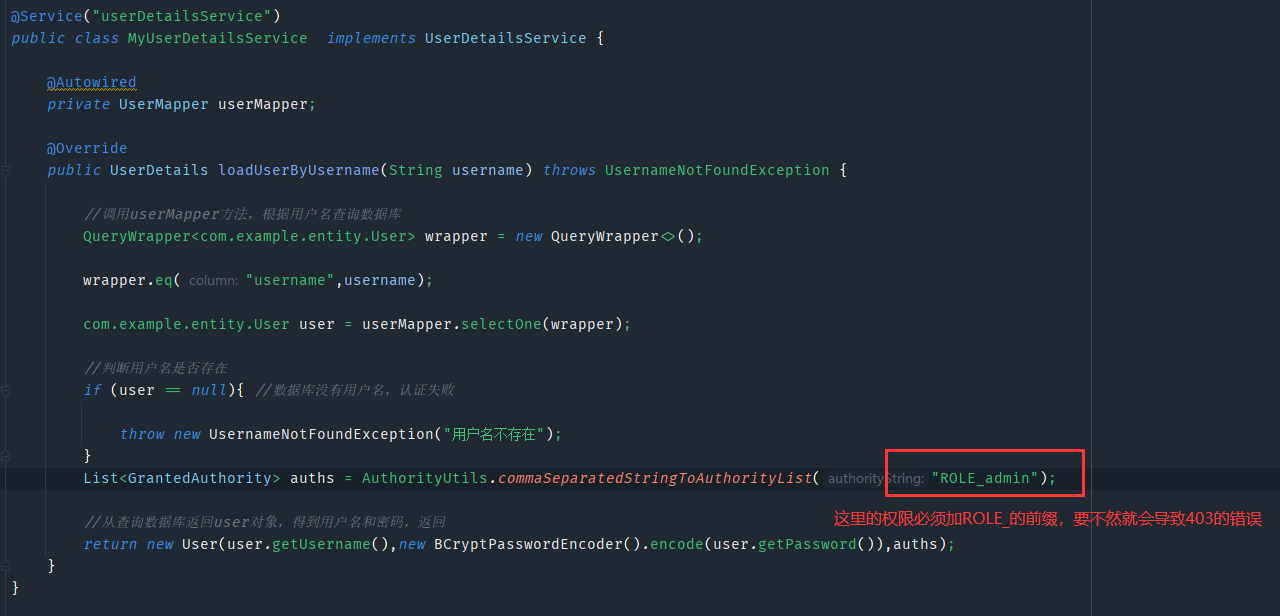 @Service("userDetailsService")
public class MyUserDetailsService  implements UserDetailsService {
@Autowired
private UserMapper userMapper;
@Override
public UserDetails loadUserByUsername(String username) throws UsernameNotFoundException {
//调用userMapper方法，根据用户名查询数据库
QueryWrapper<com.example.entity.User> wrapper = new QueryWrapper<>();
wrapper.eq( column: "username",username);
com.example.entity.User user = userMapper.selectOne(wrapper);
//判断用户名是否存在
if (user == null){ //数据库没有用户名，认证失败
throw new UsernameNotFoundException("用户名不存在");
}
List<GrantedAuthority> auths = AuthorityUtils.commaSeparatedStringToAuthorityList( authorityString: "ROLE_admin");
这里的权限必须加ROLE_的前缀，要不然就会导致403的错误
//从查询数据库返回user对象，得到用户名和密码，返回
return new User(user.getUsername(),new BCryptPasswordEncoder().encode(user.getPassword()),auths);
}
}